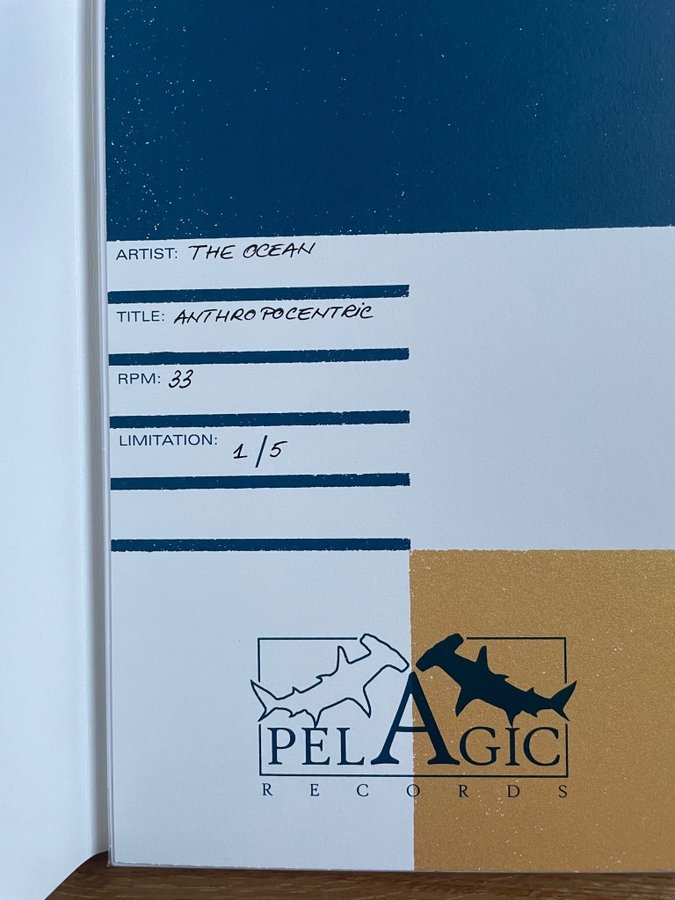 ARTIST: THE OCEAN
TITLE: ANTHROPOCENTRIC
RPM: 33
LIMITATION: 1/5
PELAGIC
RECORDS